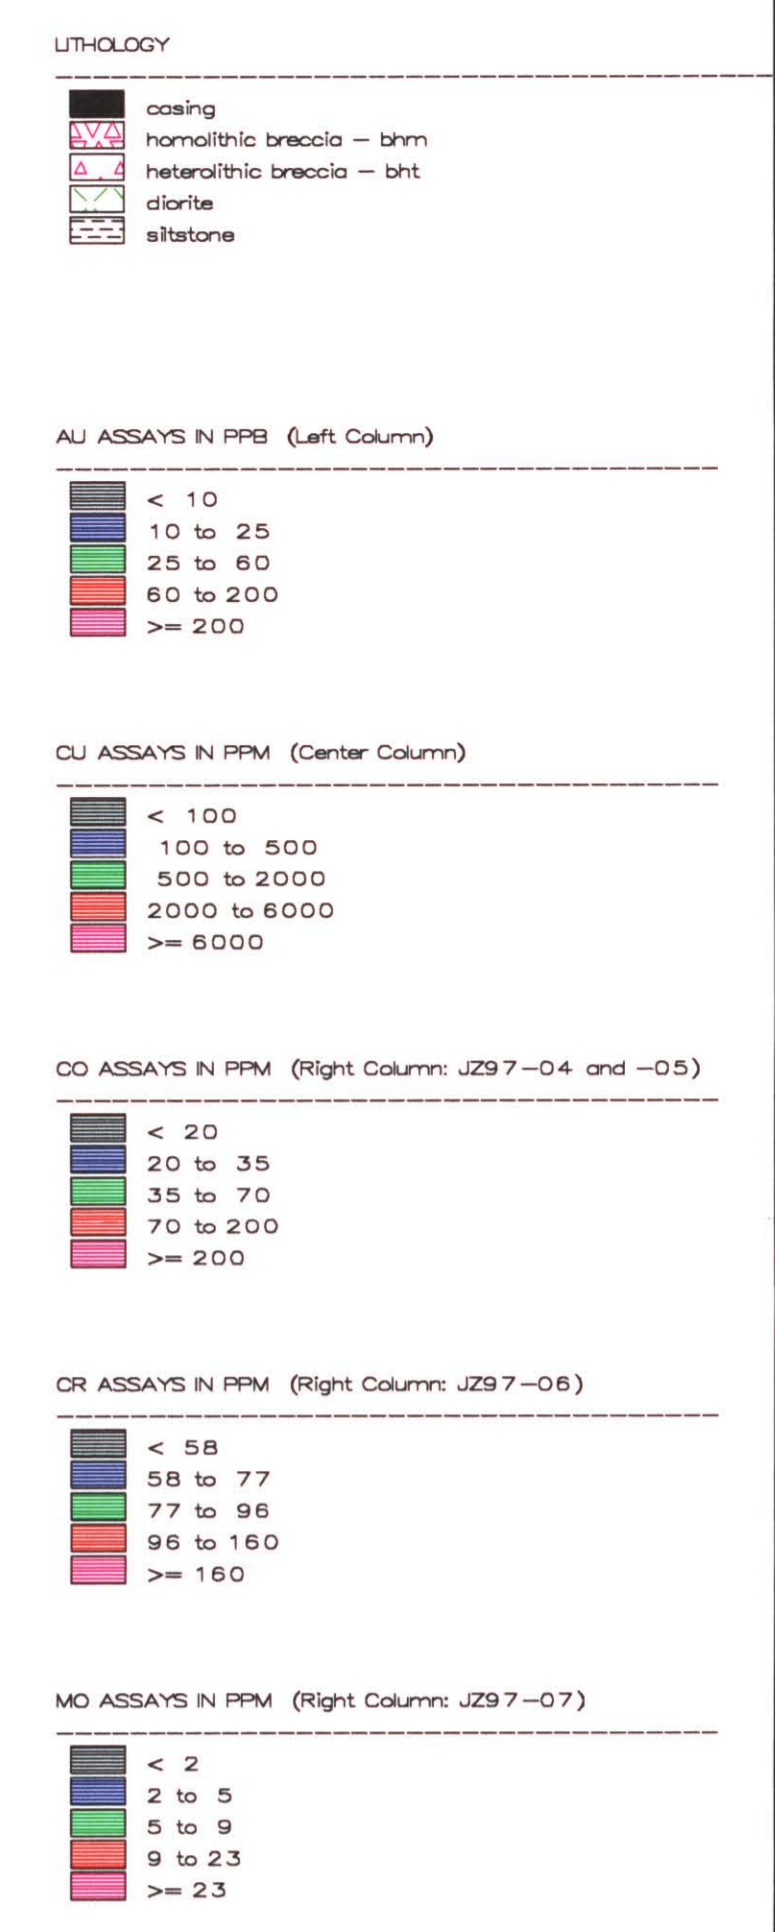 LITHOLOGY
casing
homolithic breccia – bhm
heterolithic breccia – bht
diorite
siltstone
AU ASSAYS IN PPB (Left Column)
< 10
10 to 25
25 to 60
60 to 200
>= 200
CU ASSAYS IN PPM (Center Column)
< 100
100 to 500
500 to 2000
2000 to 6000
>= 6000
CO ASSAYS IN PPM (Right Column: JZ97–04 and –05)
< 20
20 to 35
35 to 70
70 to 200
>= 200
CR ASSAYS IN PPM (Right Column: JZ97–06)
< 58
58 to 77
77 to 96
96 to 160
>= 160
MO ASSAYS IN PPM (Right Column: JZ97–07)
< 2
2 to 5
5 to 9
9 to 23
>= 23